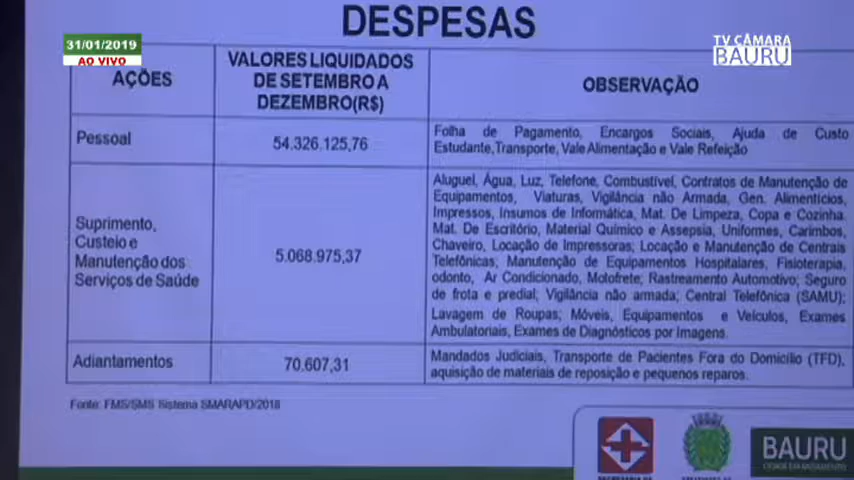 DESPESAS
31/01/2019
AO VIVO
TV CÂMARA
BAURU
AÇÕES
VALORES LIQUIDADOS
DE SETEMBRO A
DEZEMBRO(R$)
OBSERVAÇÃO
Pessoal
54.326.125,76
Folha de Pagamento, Encargos Sociais, Ajuda de Custo
Estudante,Transporte, Vale Alimentação e Vale Refeição
Suprimento,
Custeio e
Manutenção dos
Serviços de Saúde
5.068.975,37
Aluguel, Água, Luz, Telefone, Combustível, Contratos de Manutenção de
Equipamentos, Viaturas, Vigilância não Armada, Gen. Alimentícios,
Impressos, Insumos de Informática, Mat. De Limpeza, Copa e Cozinha.
Mat. De Escritório, Material Químico e Assepsia, Uniformes, Carimbos,
Chaveiro, Locação de Impressoras; Locação e Manutenção de Centrais
Telefônicas; Manutenção de Equipamentos Hospitalares, Fisioterapia,
odonto, Ar Condicionado, Motofrete; Rastreamento Automotivo; Seguro
de frota e predial; Vigilância não armada; Central Telefônica (SAMU);
Lavagem de Roupas; Móveis, Equipamentos e Veículos, Exames
Ambulatoriais, Exames de Diagnósticos por Imagens.
Adiantamentos
70.607,31
Mandados Judiciais, Transporte de Pacientes Fora do Domicílio (TFD),
aquisição de materiais de reposição e pequenos reparos.
Fonte: FMS/SMS Sistema SMARAPD/2018
BAURU